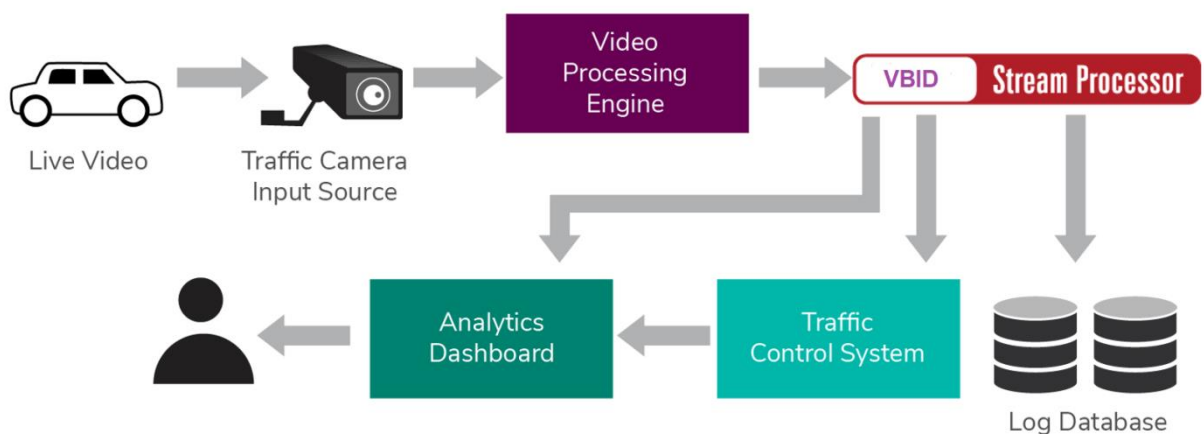 Live Video
Traffic Camera
Input Source
Video
Processing
Engine
VBID
Stream Processor
Analytics
Dashboard
Traffic
Control System
Log Database